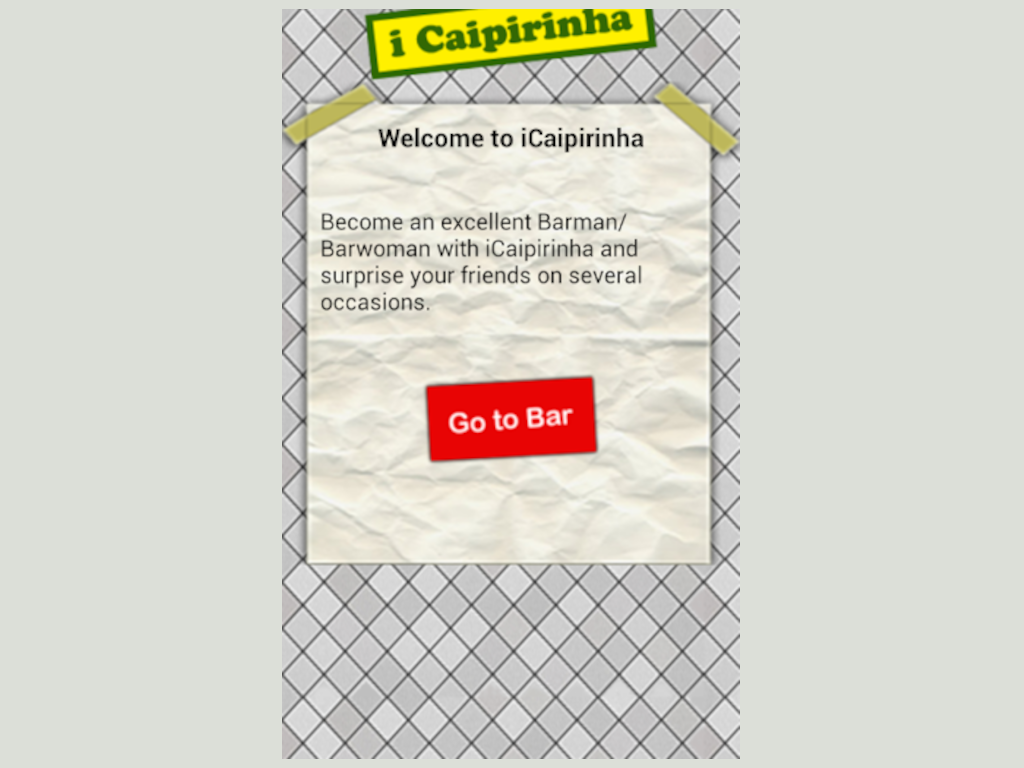 i Caipirinha
Welcome to iCaipirinha
Become an excellent Barman/
Barwoman with iCaipirinha and
surprise your friends on several
occasions.
Go to Bar